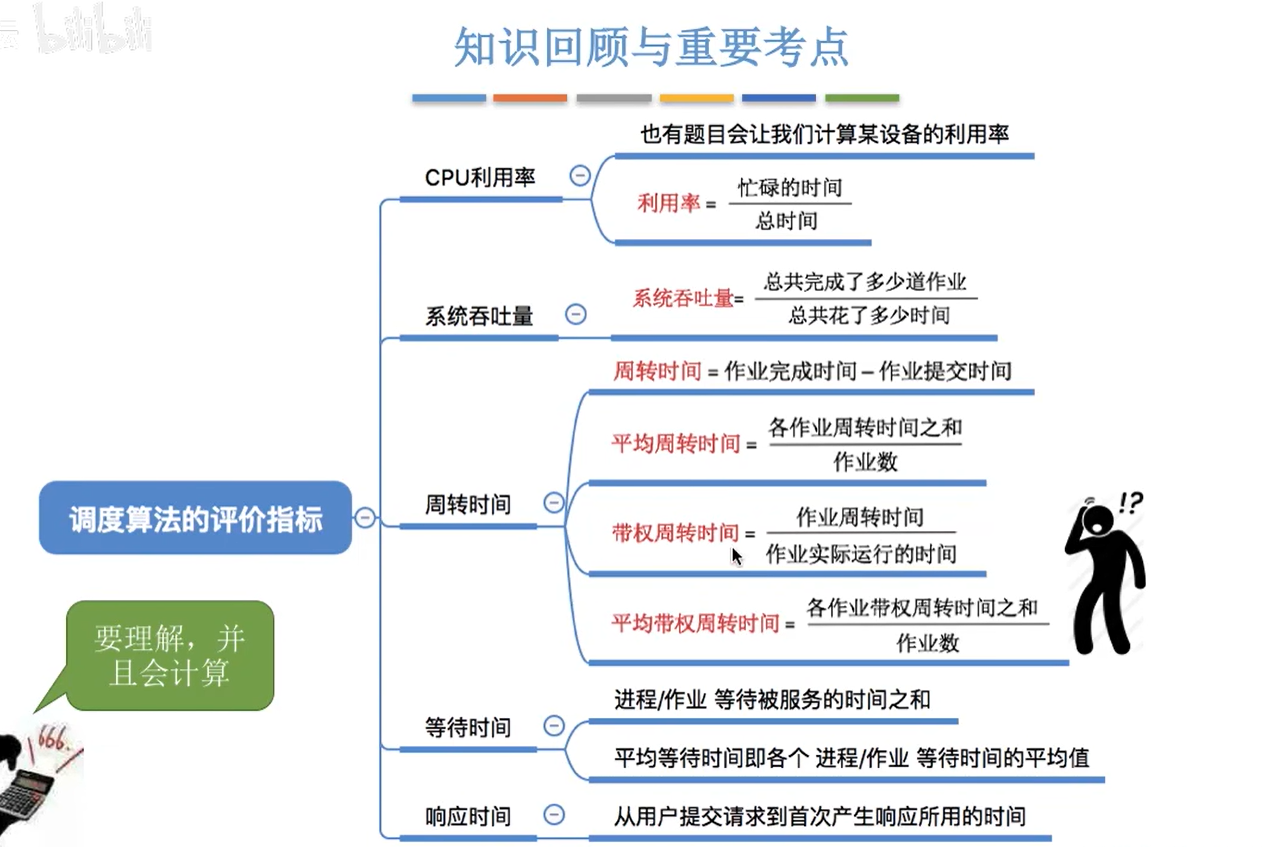 bilibili
知识回顾与重要考点
也有题目会让我们计算某设备的利用率
CPU利用率
利用率 = 忙碌的时间
总时间
系统吞吐量
系统吞吐量= 总共完成了多少道作业
总共花了多少时间
周转时间 = 作业完成时间 – 作业提交时间
平均周转时间 = 各作业周转时间之和
作业数
周转时间
调度算法的评价指标
带权周转时间 = 作业周转时间
作业实际运行的时间
平均带权周转时间 = 各作业带权周转时间之和
作业数
!?
要理解，并
且会计算
666..
等待时间
进程/作业 等待被服务的时间之和
平均等待时间即各个 进程/作业 等待时间的平均值
响应时间
从用户提交请求到首次产生响应所用的时间